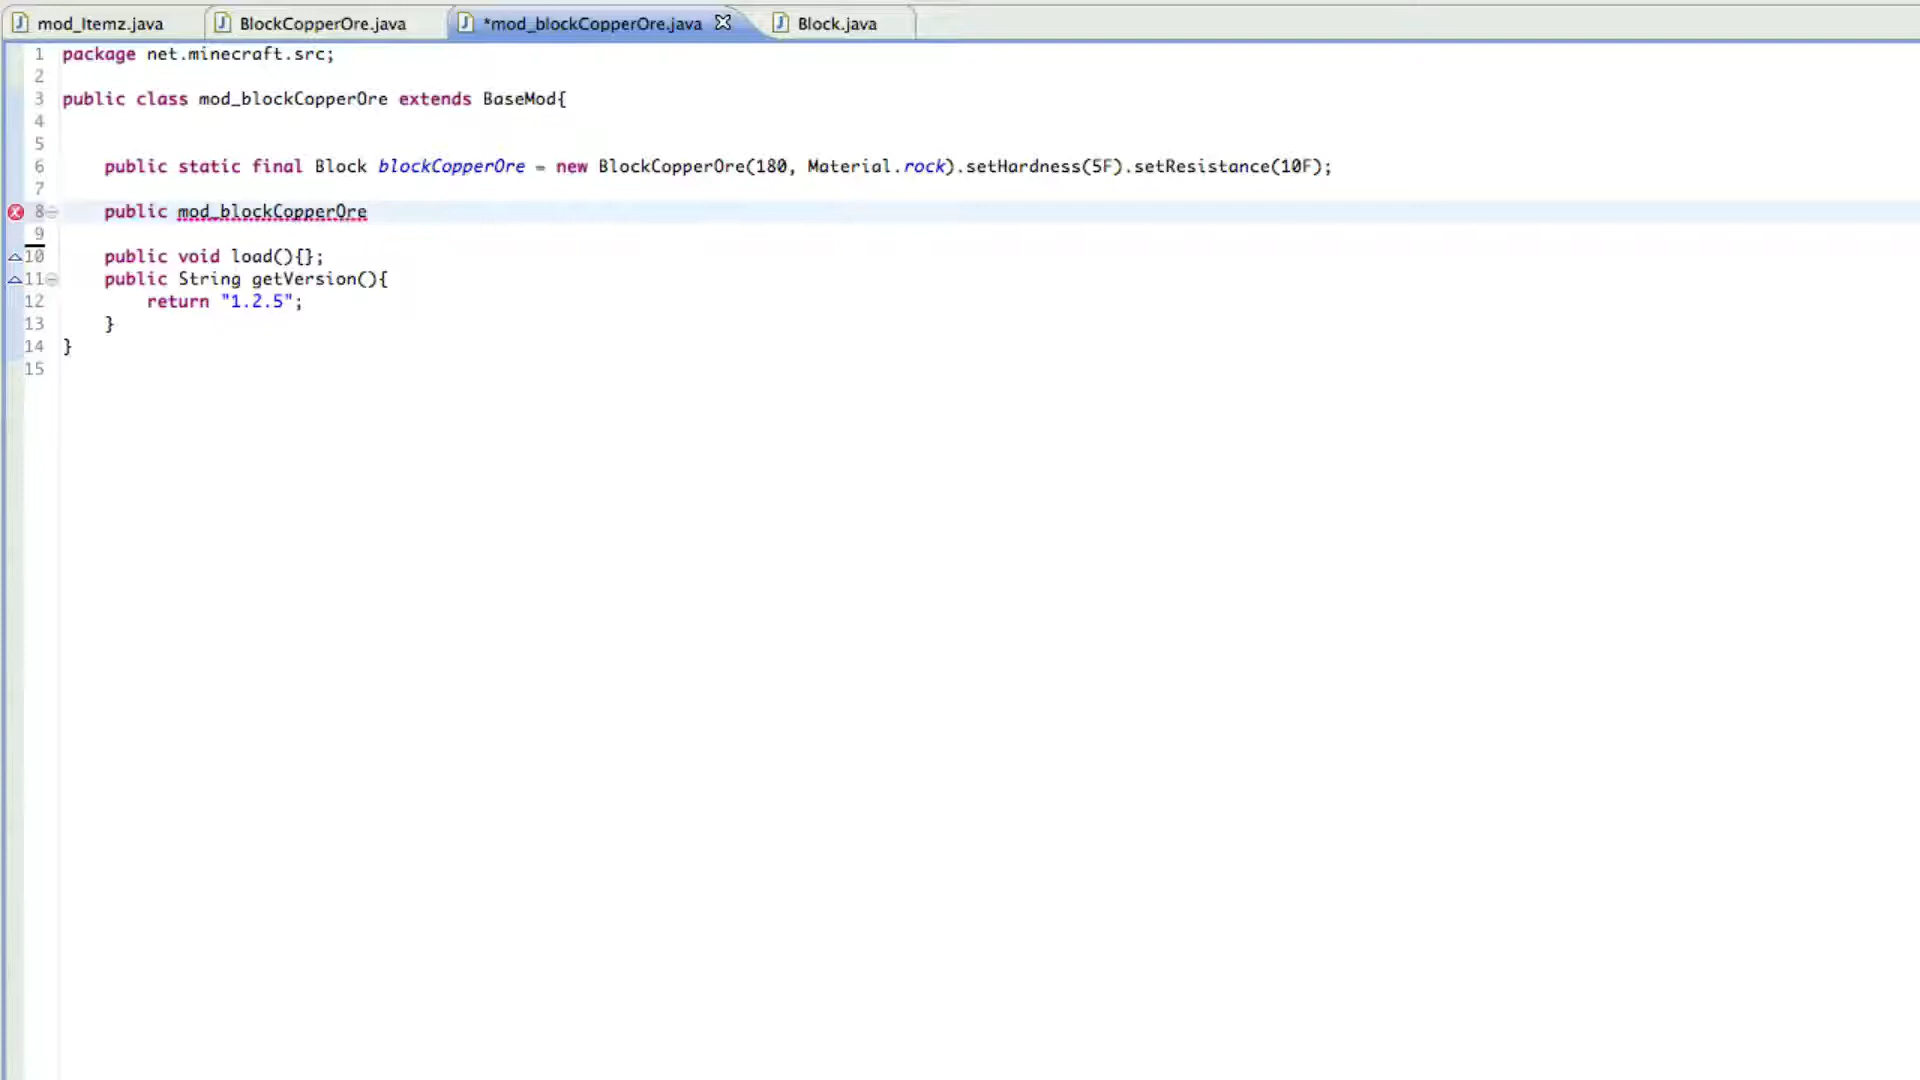 mod_Itemz.java BlockCopperOre.java *mod_blockCopperOre.java Block.java
1 package net.minecraft.src;
2
3 public class mod_blockCopperOre extends BaseMod{
4
5
6 public static final Block blockCopperOre = new BlockCopperOre(180, Material.rock).setHardness(5F).setResistance(10F);
7
8 public mod_blockCopperOre
9
10 public void load(){};
11 public String getVersion(){
12 return "1.2.5";
13 }
14 }
15